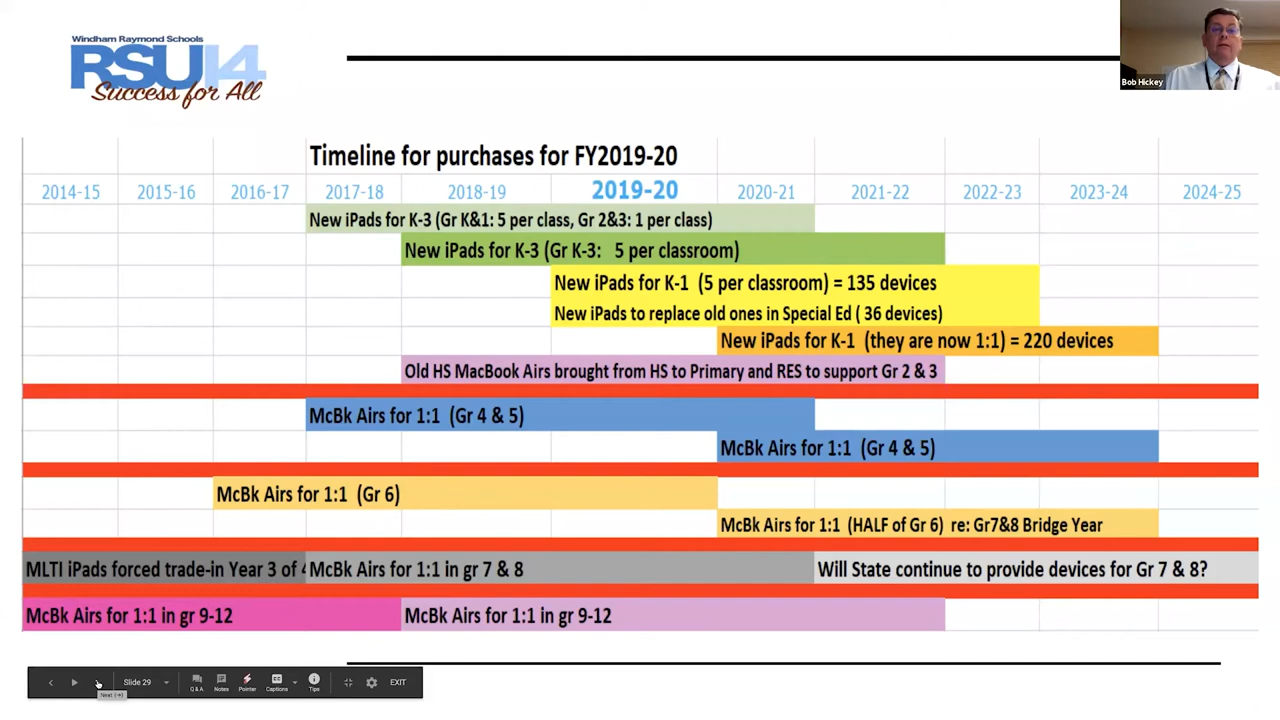 Windham Raymond Schools
RSU14
Success for All
Bob Hickey
Timeline for purchases for FY2019-20
2014-15 2015-16 2016-17 2017-18 2018-19 2019-20 2020-21 2021-22 2022-23 2023-24 2024-25
New iPads for K-3 (Gr K&1: 5 per class, Gr 2&3: 1 per class)
New iPads for K-3 (Gr K-3: 5 per classroom)
New iPads for K-1 (5 per classroom) = 135 devices
New iPads to replace old ones in Special Ed ( 36 devices)
New iPads for K-1 (they are now 1:1) = 220 devices
Old HS MacBook Airs brought from HS to Primary and RES to support Gr 2 & 3
McBk Airs for 1:1 (Gr 4 & 5)
McBk Airs for 1:1 (Gr 4 & 5)
McBk Airs for 1:1 (Gr 6)
McBk Airs for 1:1 (HALF of Gr 6) re: Gr7&8 Bridge Year
MLTI iPads forced trade-in Year 3 of 4 McBk Airs for 1:1 in gr 7 & 8 Will State continue to provide devices for Gr 7 & 8?
McBk Airs for 1:1 in gr 9-12 McBk Airs for 1:1 in gr 9-12
Slide 29 Q & A Notes Pointer Captions Tips EXIT
Next (→)